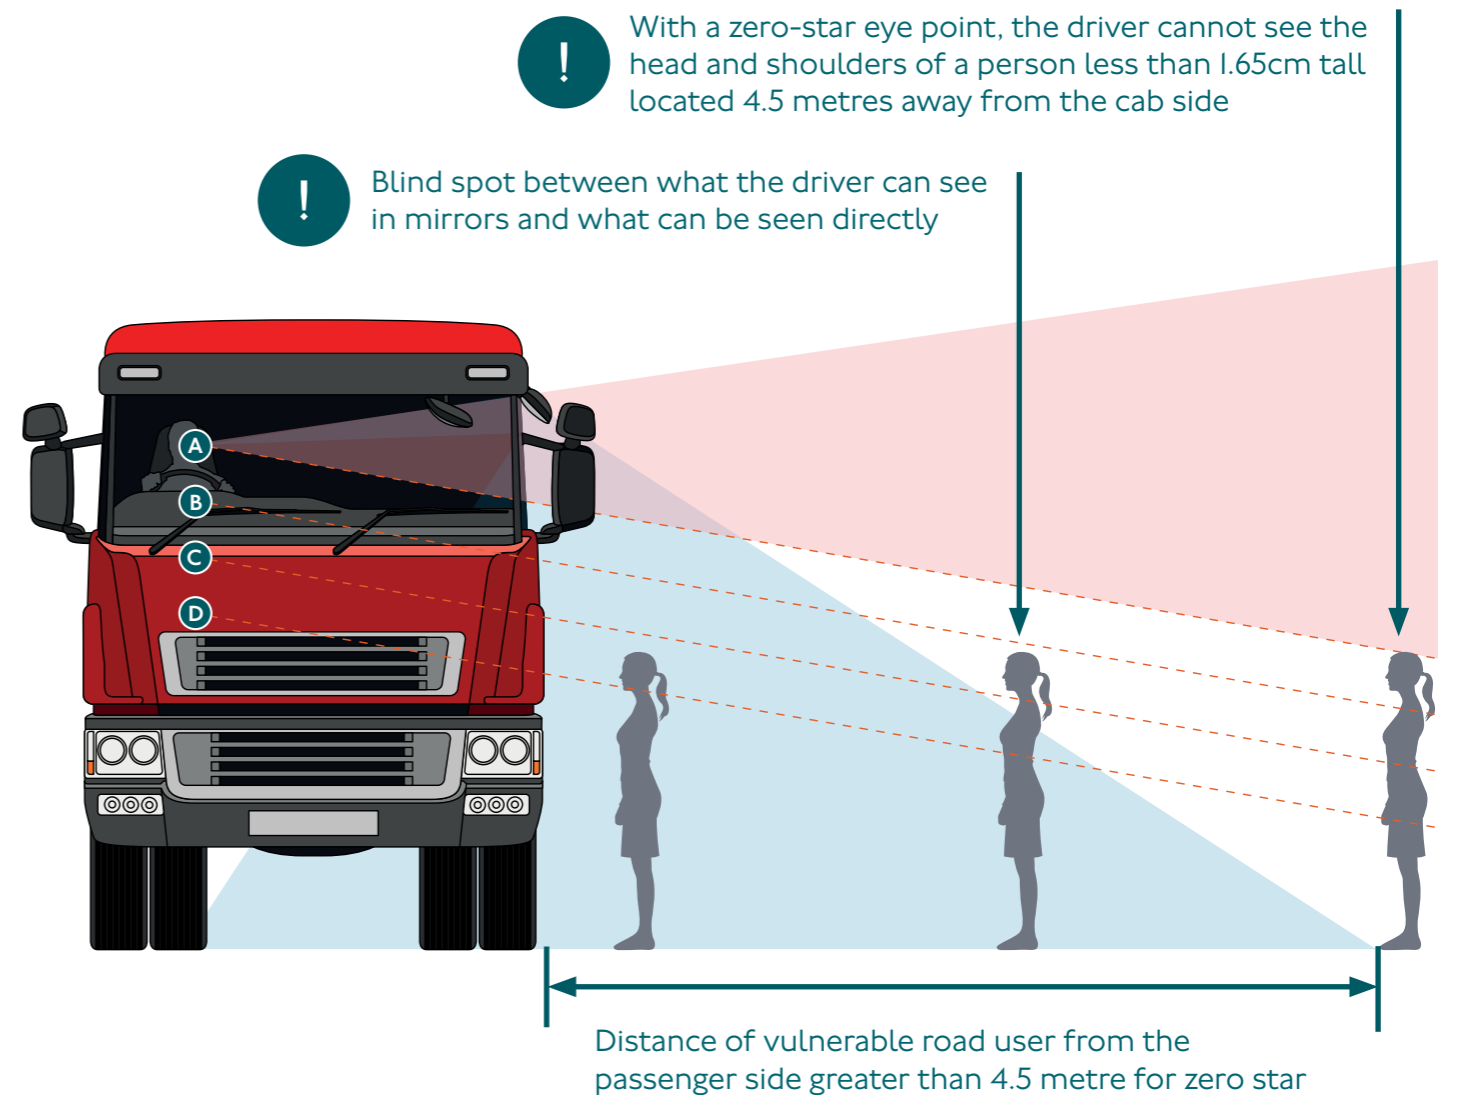 !
With a zero-star eye point, the driver cannot see the
head and shoulders of a person less than 1.65cm tall
located 4.5 metres away from the cab side
!
Blind spot between what the driver can see
in mirrors and what can be seen directly
A
B
C
D
Distance of vulnerable road user from the
passenger side greater than 4.5 metre for zero star